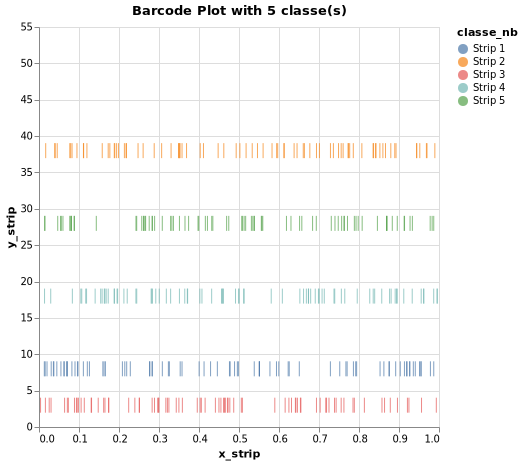 Barcode Plot with 5 classe(s)
classe_nb
Strip 1
Strip 2
Strip 3
Strip 4
Strip 5
y_strip
55
50
45
40
35
30
25
20
15
10
5
0
0.0 0.1 0.2 0.3 0.4 0.5 0.6 0.7 0.8 0.9 1.0
x_strip